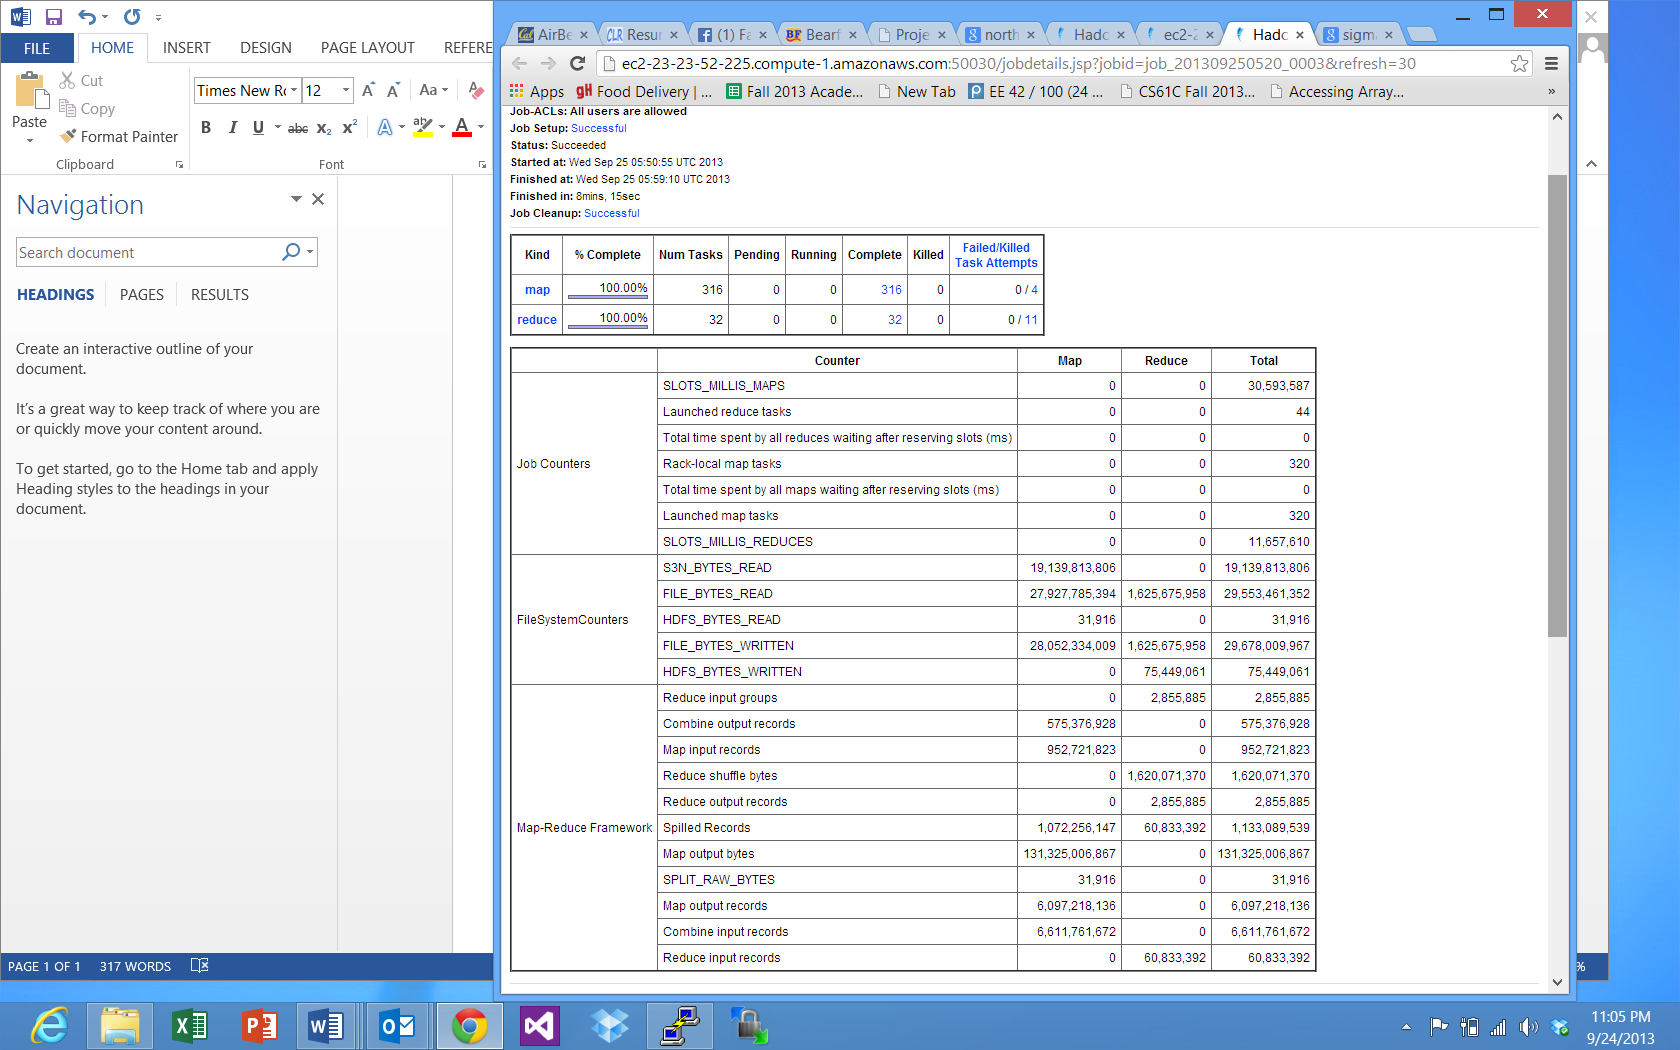 FILE
HOME
INSERT
DESIGN
PAGE LAYOUT
REFERE
Paste
Cut
Copy
Format Painter
Clipboard
Times New Ro
12
Aa
B I U abc X₂ X² A ab A
Font
Navigation
Search document
HEADINGS PAGES RESULTS
Create an interactive outline of your
document.
It's a great way to keep track of where you are
or quickly move your content around.
To get started, go to the Home tab and apply
Heading styles to the headings in your
document.
PAGE 1 OF 1 317 WORDS
AirBe
CLR Resur
(1) Fa
BF Bearf
Proje
north
Hadc
ec2-2
Hadc
sigm
ec2-23-23-52-225.compute-1.amazonaws.com:50030/jobdetails.jsp?jobid=job_201309250520_0003&refresh=30
Apps gH Food Delivery | ... Fall 2013 Acade... New Tab EE 42 / 100 (24 ... CS61C Fall 2013... Accessing Array... »
Job-ACLs: All users are allowed
Job Setup: Successful
Status: Succeeded
Started at: Wed Sep 25 05:50:55 UTC 2013
Finished at: Wed Sep 25 05:59:10 UTC 2013
Finished in: 8mins, 15sec
Job Cleanup: Successful
Kind % Complete Num Tasks Pending Running Complete Killed Failed/Killed
Task Attempts
map 100.00% 316 0 0 316 0 0 / 4
reduce 100.00% 32 0 0 32 0 0 / 11
Counter Map Reduce Total
Job Counters
SLOTS_MILLIS_MAPS 0 0 30,593,587
Launched reduce tasks 0 0 44
Total time spent by all reduces waiting after reserving slots (ms) 0 0 0
Rack-local map tasks 0 0 320
Total time spent by all maps waiting after reserving slots (ms) 0 0 0
Launched map tasks 0 0 320
SLOTS_MILLIS_REDUCES 0 0 11,657,610
FileSystemCounters
S3N_BYTES_READ 19,139,813,806 0 19,139,813,806
FILE_BYTES_READ 27,927,785,394 1,625,675,958 29,553,461,352
HDFS_BYTES_READ 31,916 0 31,916
FILE_BYTES_WRITTEN 28,052,334,009 1,625,675,958 29,678,009,967
HDFS_BYTES_WRITTEN 0 75,449,061 75,449,061
Map-Reduce Framework
Reduce input groups 0 2,855,885 2,855,885
Combine output records 575,376,928 0 575,376,928
Map input records 952,721,823 0 952,721,823
Reduce shuffle bytes 0 1,620,071,370 1,620,071,370
Reduce output records 0 2,855,885 2,855,885
Spilled Records 1,072,256,147 60,833,392 1,133,089,539
Map output bytes 131,325,006,867 0 131,325,006,867
SPLIT_RAW_BYTES 31,916 0 31,916
Map output records 6,097,218,136 0 6,097,218,136
Combine input records 6,611,761,672 0 6,611,761,672
Reduce input records 0 60,833,392 60,833,392
%
11:05 PM
9/24/2013